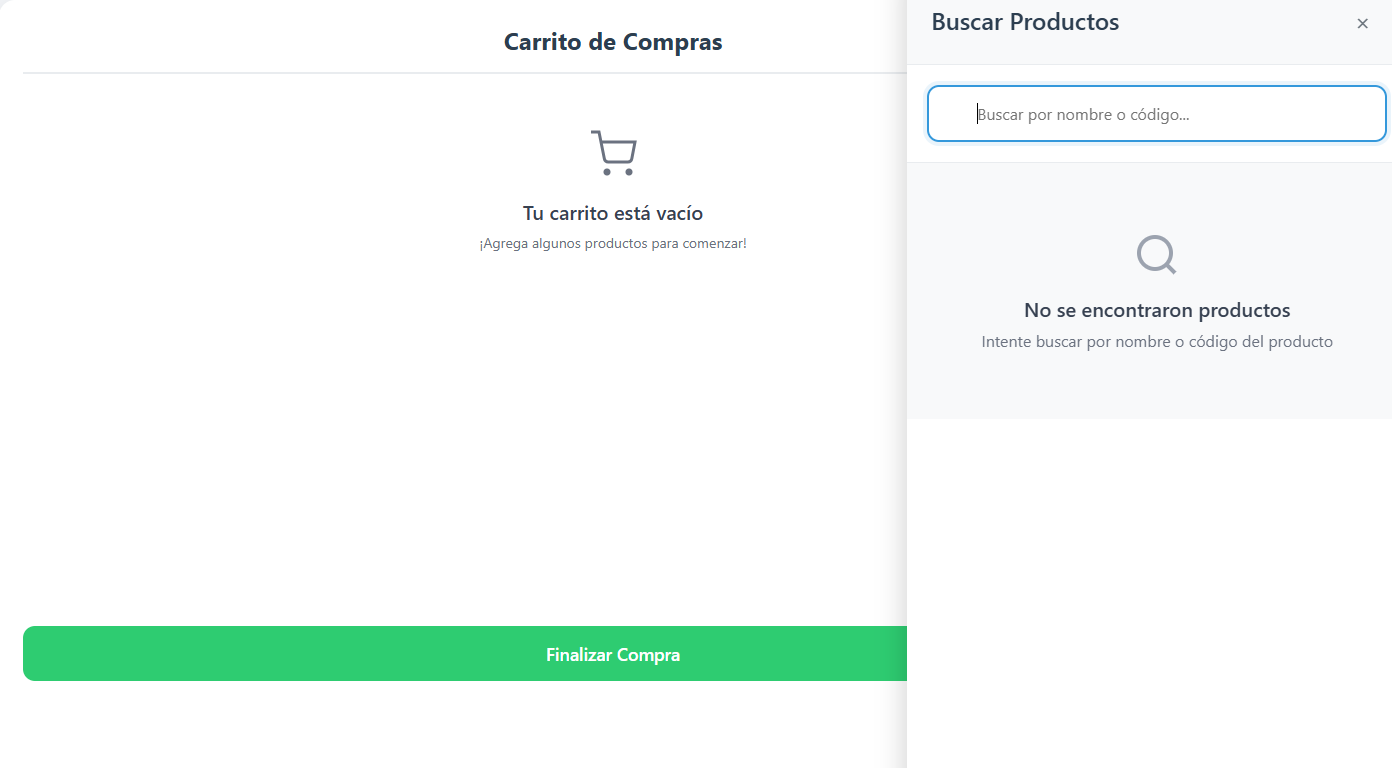 Carrito de Compras
Tu carrito está vacío
¡Agrega algunos productos para comenzar!
Finalizar Compra
Buscar Productos
×
Buscar por nombre o código...
No se encontraron productos
Intente buscar por nombre o código del producto